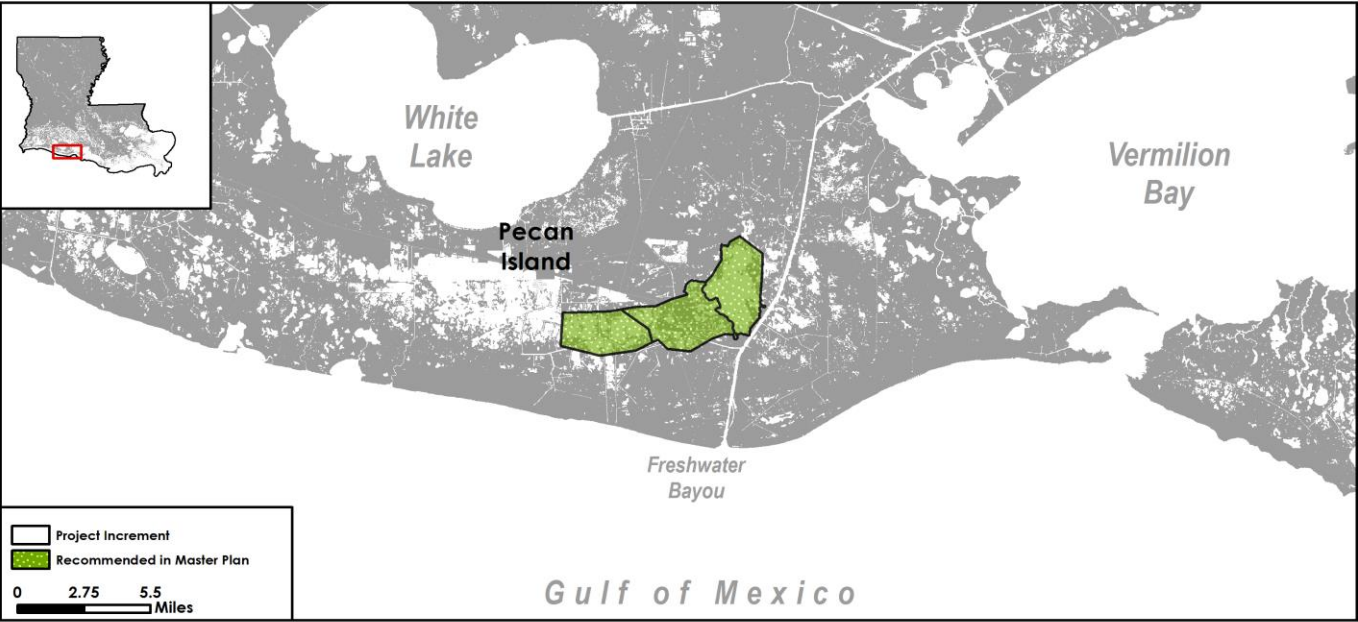 White
Lake
Vermilion
Bay
Pecan
Island
Freshwater
Bayou
Project Increment
Recommended in Master Plan
0 2.75 5.5
Miles
Gulf of Mexico